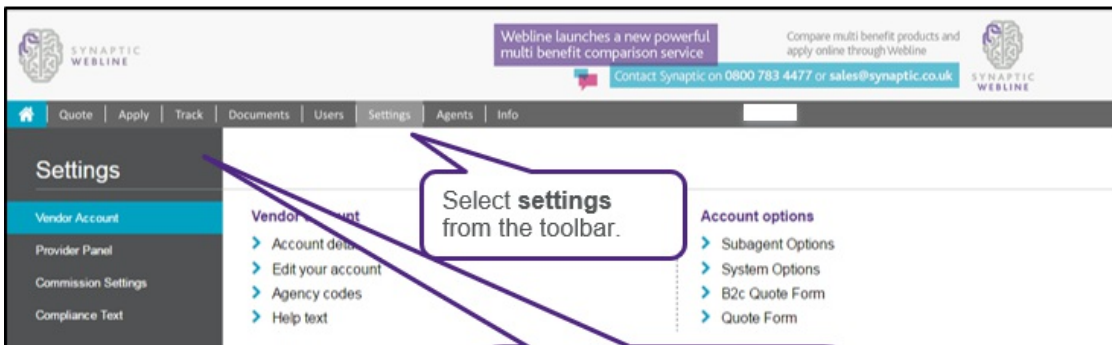 SYNAPTIC
WEBLINE
Webline launches a new powerful
multi benefit comparison service
Compare multi benefit products and
apply online through Webline
Contact Synaptic on 0800 783 4477 or sales@synaptic.co.uk
SYNAPTIC
WEBLINE
Quote Apply Track Documents Users Settings Agents Info
Settings
Select settings
from the toolbar.
Vendor Account
Provider Panel
Commission Settings
Compliance Text
Vendor
Account
Edit your account
Agency codes
Help text
Account options
Subagent Options
System Options
B2c Quote Form
Quote Form